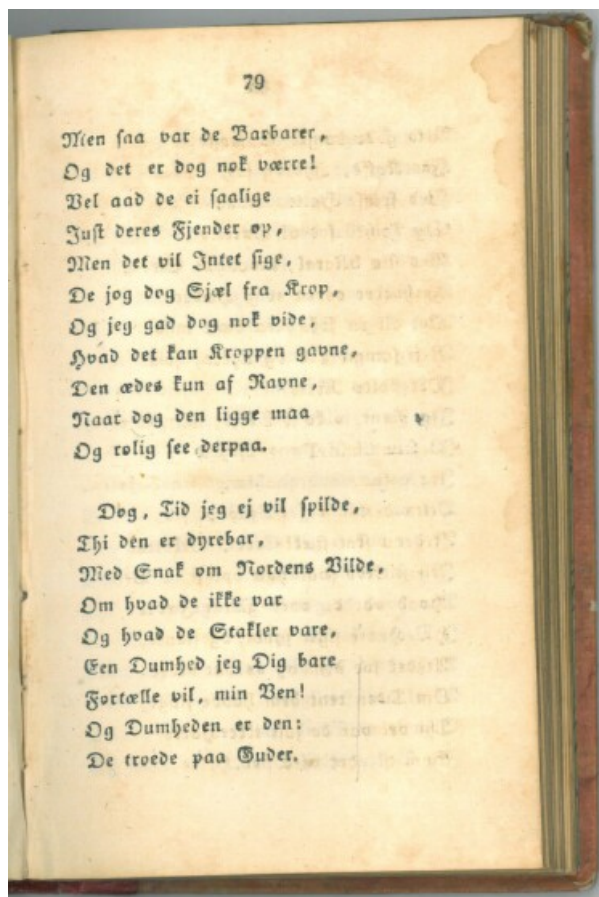 79
Men saa var de Barbarer,
Og det er dog nok værre!
Vel aad de ei saalige
Just deres Fjender op,
Men det vil Intet sige,
De jog dog Sjæl fra Krop,
Og jeg gad dog nok vide,
Hvad det kan Kroppen gavne,
Den ædes kun af Ravne,
Naar dog den ligge maa
Og rolig see derpaa.
Dog, Tid jeg ej vil spilde,
Thi den er dyrebar,
Med Snak om Nordens Vilde,
Om hvad de ikke var
Og hvad de Stakler vare,
Een Dumhed jeg Dig bare
Fortælle vil, min Ven!
Og Dumheden er den:
De troede paa Guder.